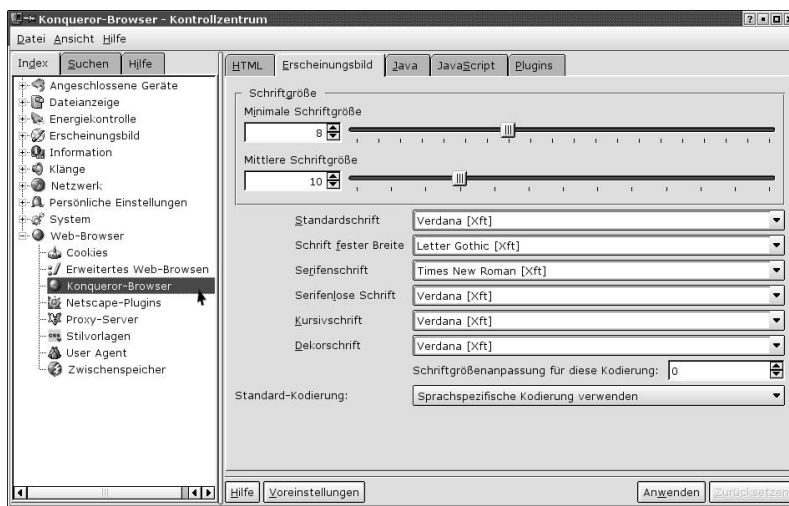 Konqueror-Browser - Kontrollzentrum
Datei Ansicht Hilfe
Index Suchen Hilfe
Angeschlossene Geräte
Dateianzeige
Energiekontrolle
Erscheinungsbild
Information
Klänge
Netzwerk
Persönliche Einstellungen
System
Web-Browser
Cookies
Erweitertes Web-Browsen
Konqueror-Browser
Netscape-Plugins
Proxy-Server
Stilvorlagen
User Agent
Zwischenspeicher
HTML Erscheinungsbild Java JavaScript Plugins
Schriftgröße
Minimale Schriftgröße
8
Mittlere Schriftgröße
10
Standardschrift Verdana [Xft]
Schrift fester Breite Letter Gothic [Xft]
Serifenschrift Times New Roman [Xft]
Serifenlose Schrift Verdana [Xft]
Kursivschrift Verdana [Xft]
Dekorschrift Verdana [Xft]
Schriftgrößenanpassung für diese Kodierung: 0
Standard-Kodierung: Sprachspezifische Kodierung verwenden
Hilfe Voreinstellungen Anwenden Zurücksetzen